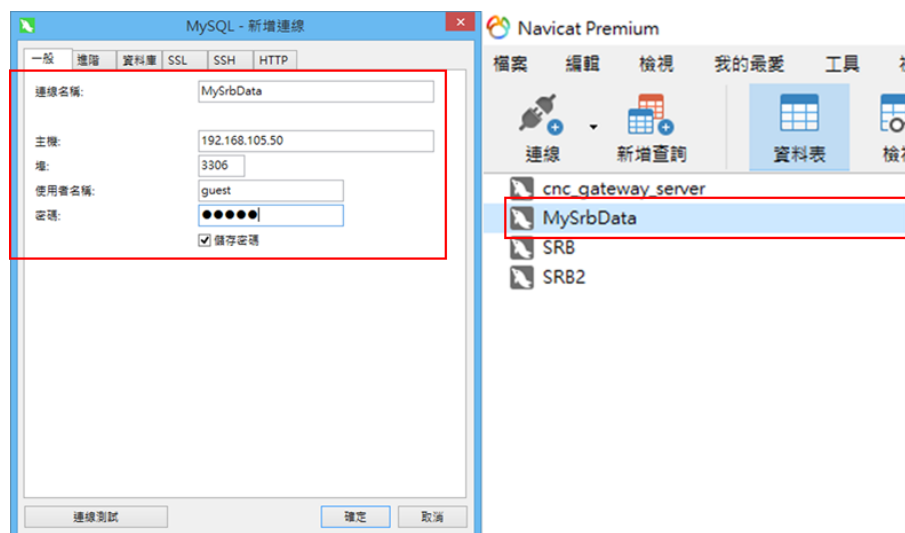 MySQL - 新增連線
一般 進階 資料庫 SSL SSH HTTP
連線名稱: MySrbData
主機: 192.168.105.50
埠: 3306
使用者名稱: guest
密碼: ●●●●●
儲存密碼
連線測試 確定 取消
Navicat Premium
檔案 編輯 檢視 我的最愛 工具
連線 新增查詢 資料表
cnc_gateway_server
MySrbData
SRB
SRB2